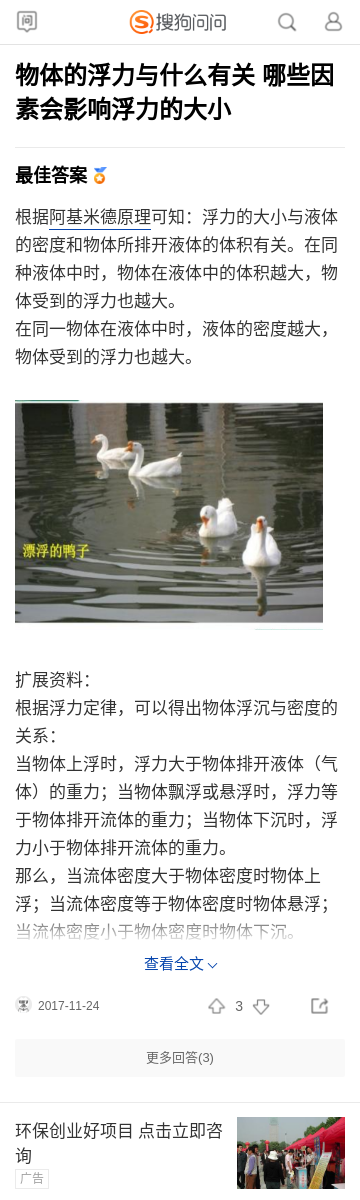 问
搜狗问问
物体的浮力与什么有关 哪些因
素会影响浮力的大小
最佳答案
根据阿基米德原理可知：浮力的大小与液体
的密度和物体所排开液体的体积有关。在同
种液体中时，物体在液体中的体积越大，物
体受到的浮力也越大。
在同一物体在液体中时，液体的密度越大，
物体受到的浮力也越大。
漂浮的鸭子
扩展资料：
根据浮力定律，可以得出物体浮沉与密度的
关系：
当物体上浮时，浮力大于物体排开液体（气
体）的重力；当物体飘浮或悬浮时，浮力等
于物体排开流体的重力；当物体下沉时，浮
力小于物体排开流体的重力。
那么，当流体密度大于物体密度时物体上
浮；当流体密度等于物体密度时物体悬浮；
当流体密度小于物体密度时物体下沉。
查看全文
2017-11-24
3
更多回答(3)
环保创业好项目 点击立即咨
询
广告